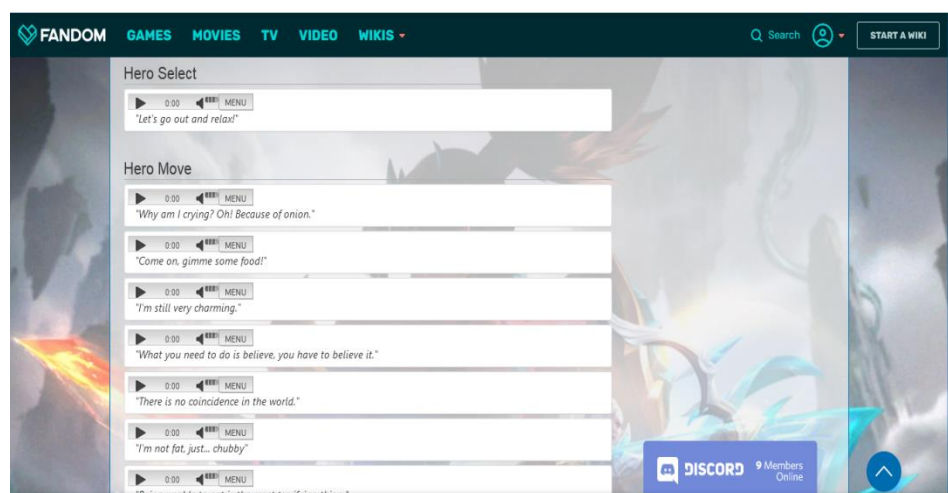 FANDOM GAMES MOVIES TV VIDEO WIKIS Search START A WIKI
Hero Select
0:00 MENU
"Let's go out and relax!"
Hero Move
0:00 MENU
"Why am I crying? Oh! Because of onion."
0:00 MENU
"Come on, gimme some food!"
0:00 MENU
"I'm still very charming."
0:00 MENU
"What you need to do is believe, you have to believe it."
0:00 MENU
"There is no coincidence in the world."
0:00 MENU
"I'm not fat, just... chubby"
0:00 MENU
DISCORD 9 Members
Online